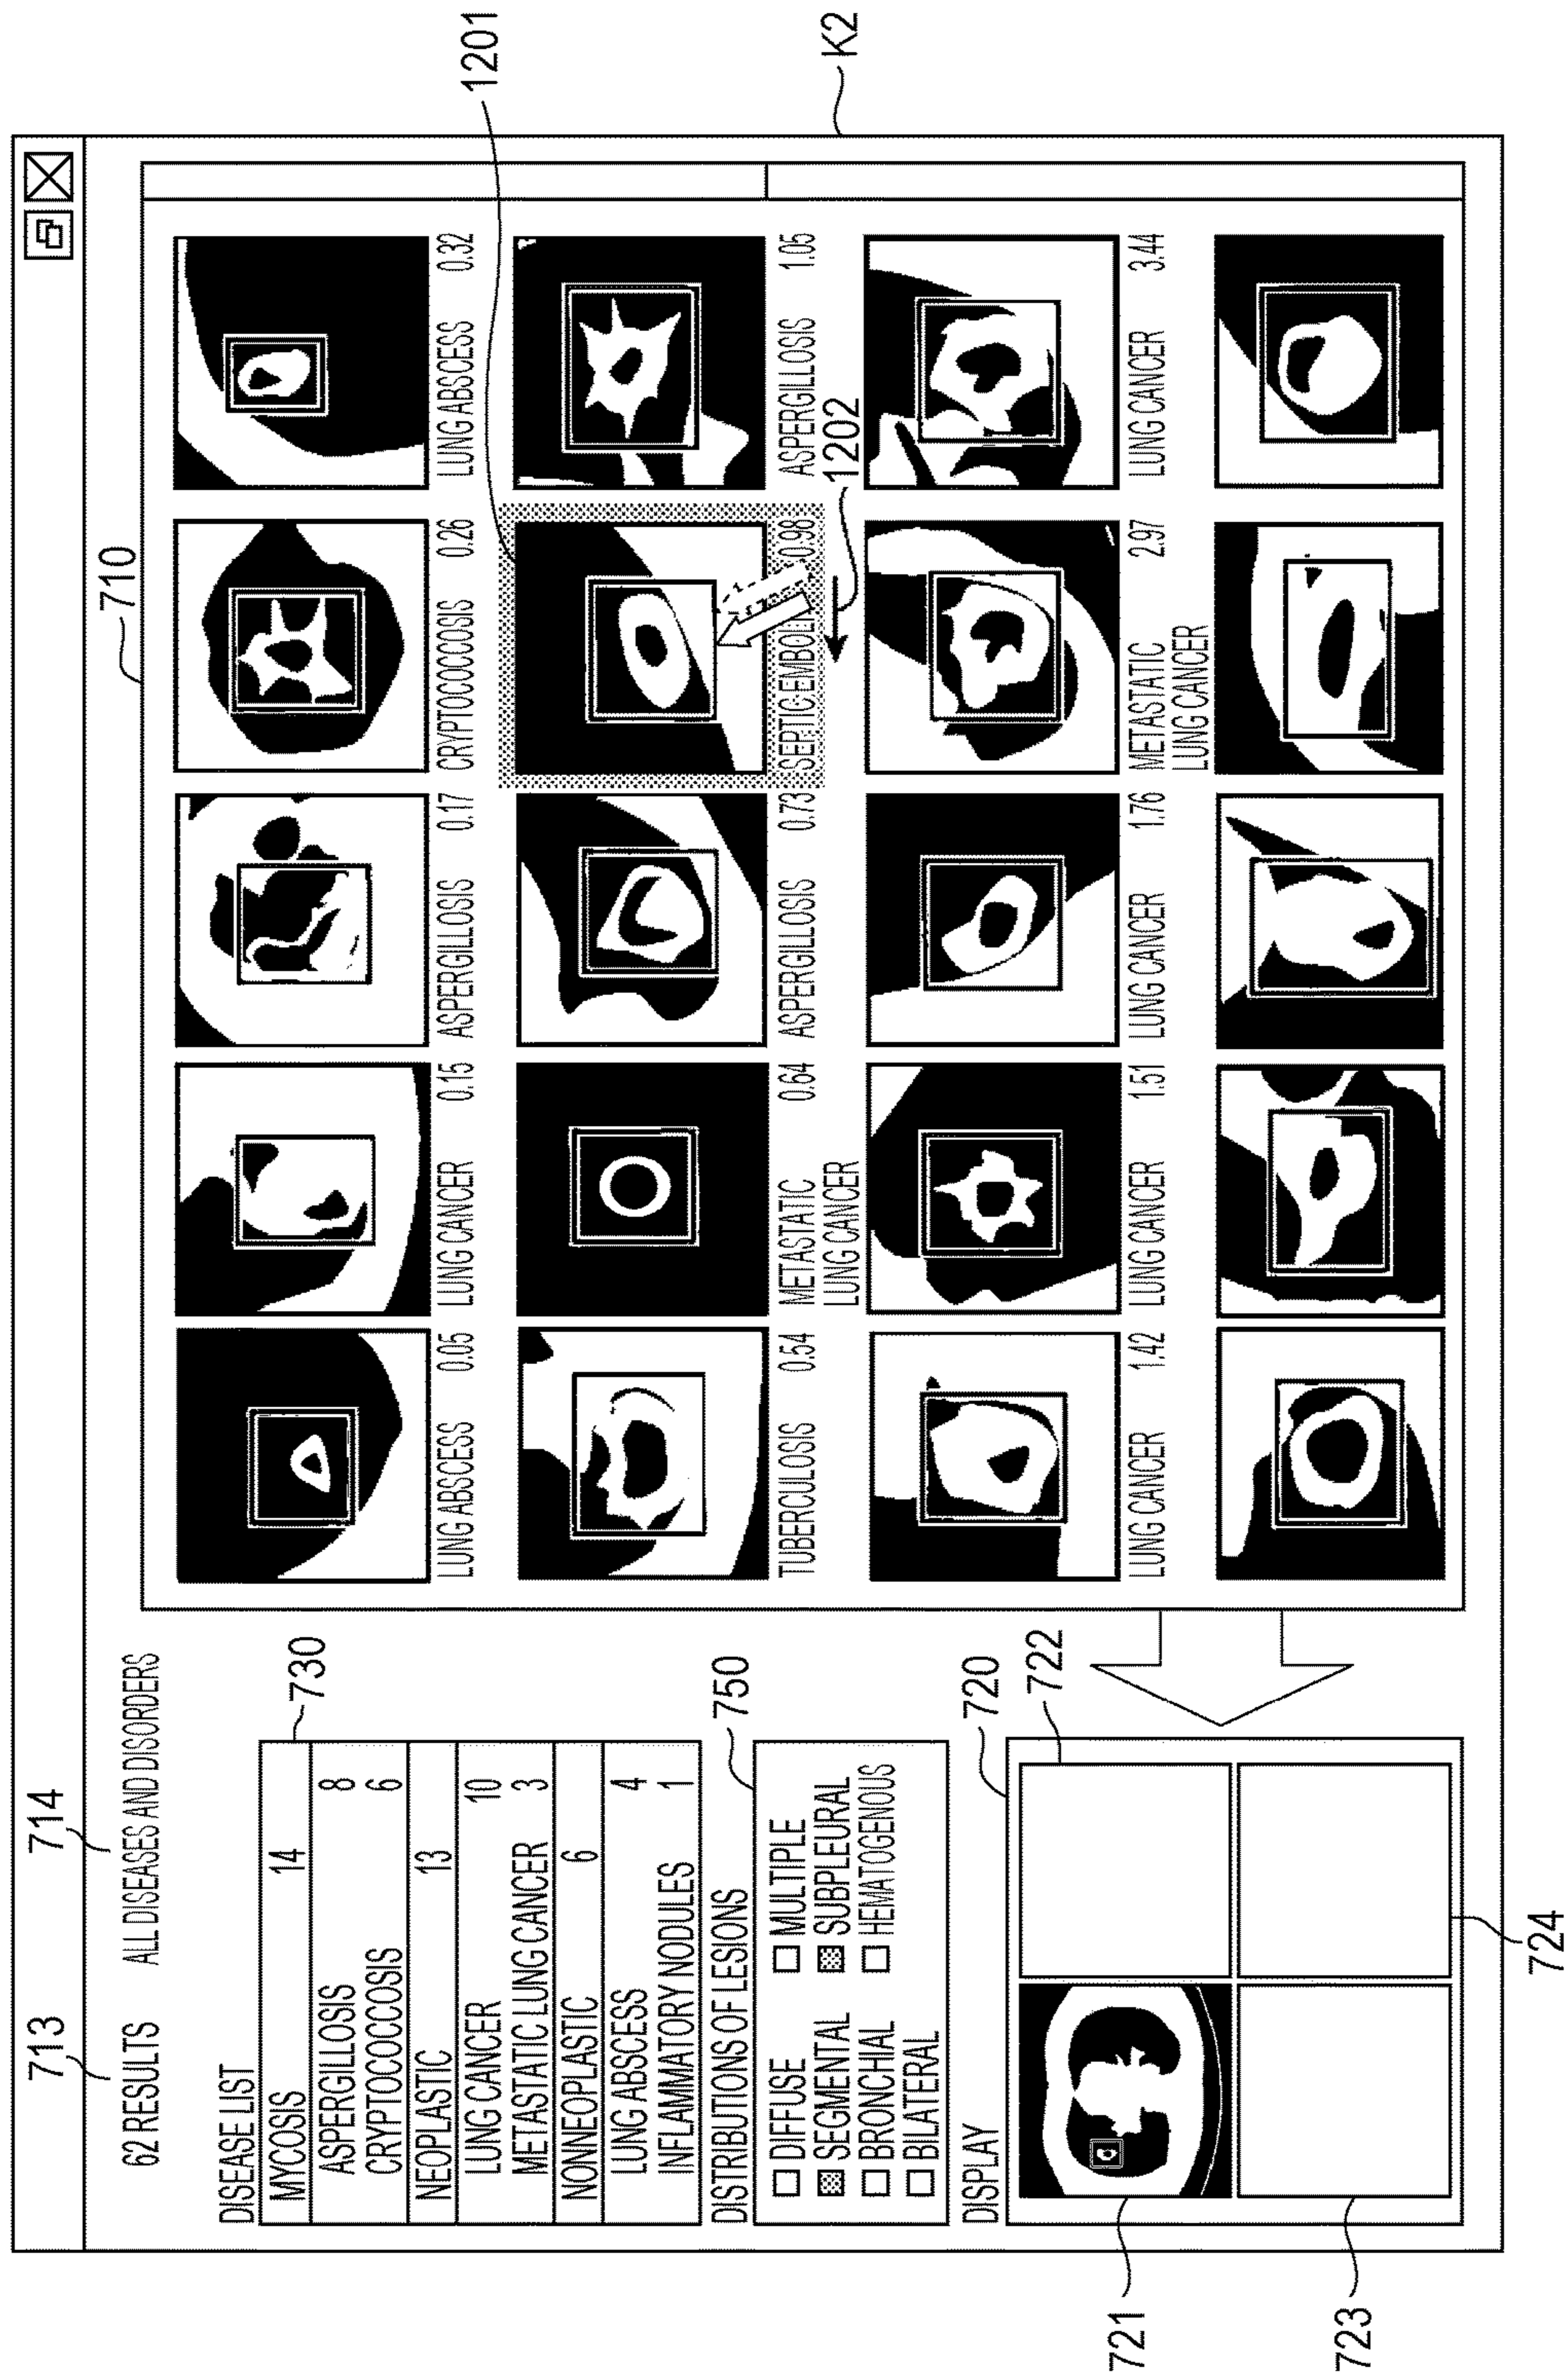 713
714
710
1201
62 RESULTS ALL DISEASES AND DISORDERS
DISEASE LIST
730
MYCOSIS 14
ASPERGILLOSIS 8
CRYPTOCOCCOSIS 6
NEOPLASTIC 13
LUNG CANCER 10
METASTATIC LUNG CANCER 3
NONNEOPLASTIC 6
LUNG ABSCESS 4
INFLAMMATORY NODULES 1
DISTRIBUTIONS OF LESIONS
750
DIFFUSE MULTIPLE
SEGMENTAL SUBPLEURAL
BRONCHIAL HEMATOGENOUS
BILATERAL
DISPLAY
720
722
721
723
724
LUNG ABSCESS 0.05 LUNG CANCER 0.15 ASPERGILLOSIS 0.17 CRYPTOCOCCOSIS 0.26 LUNG ABSCESS 0.32
TUBERCULOSIS 0.54 METASTATIC 0.64 ASPERGILLOSIS 0.73 SEPTIC EMBOLI 0.98 ASPERGILLOSIS 1.05
LUNG CANCER
1202
LUNG CANCER 1.42 LUNG CANCER 1.51 LUNG CANCER 1.76 METASTATIC 2.97 LUNG CANCER 3.44
LUNG CANCER
K2